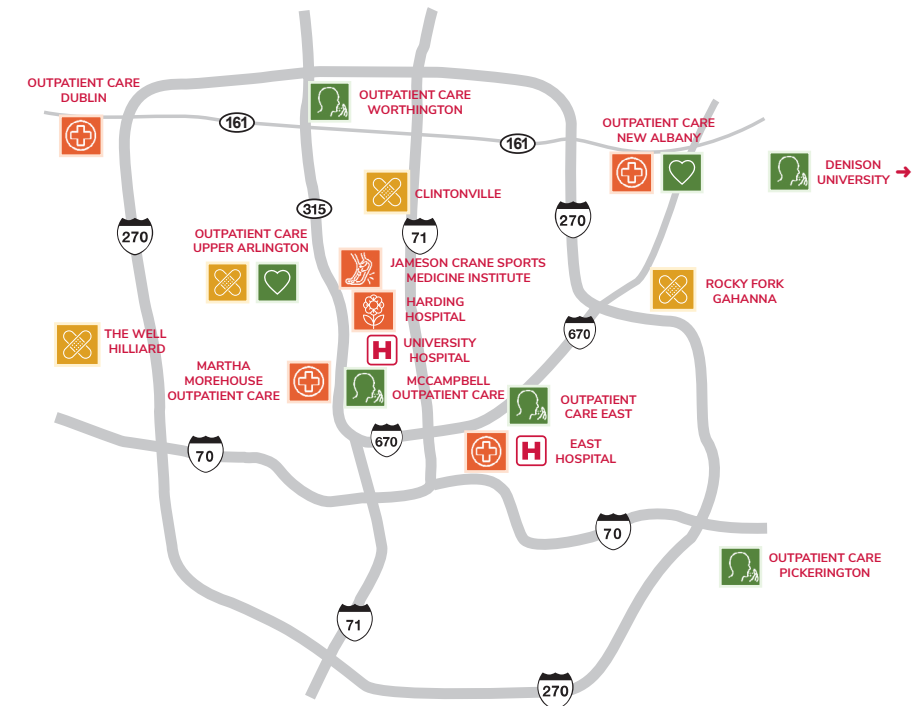 OUTPATIENT CARE
DUBLIN
OUTPATIENT CARE
WORTHINGTON
161
161
OUTPATIENT CARE
NEW ALBANY
DENISON
UNIVERSITY
CLINTONVILLE
315
270
71
270
OUTPATIENT CARE
UPPER ARLINGTON
JAMESON CRANE SPORTS
MEDICINE INSTITUTE
ROCKY FORK
GAHANNA
HARDING
HOSPITAL
670
THE WELL
HILLIARD
H
UNIVERSITY
HOSPITAL
MARTHA
MOREHOUSE
OUTPATIENT CARE
MCCAMPBELL
OUTPATIENT CARE
OUTPATIENT
CARE EAST
670
70
H
EAST
HOSPITAL
70
OUTPATIENT CARE
PICKERINGTON
71
270